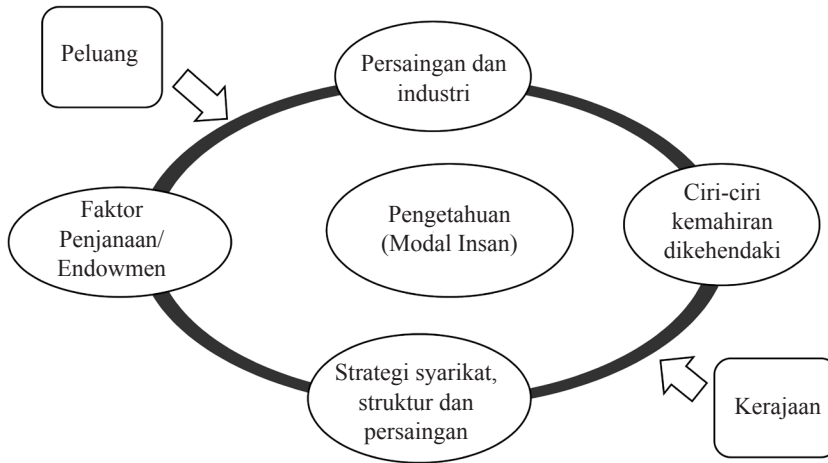 Peluang
Persaingan dan
industri
Faktor
Penjanaan/
Endowmen
Pengetahuan
(Modal Insan)
Ciri-ciri
kemahiran
dikehendaki
Strategi syarikat,
struktur dan
persaingan
Kerajaan